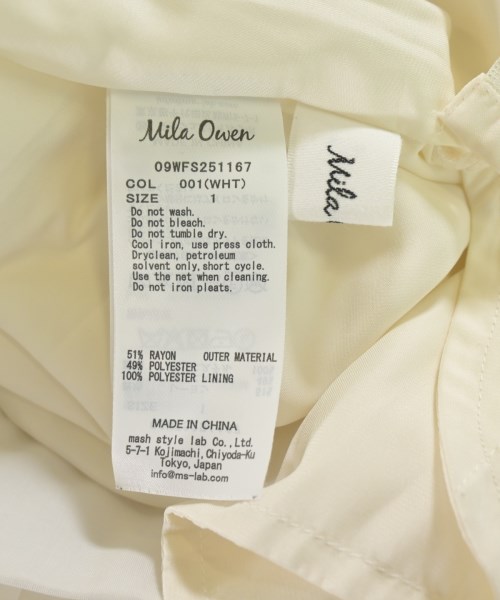 Mila Owen
09WFS251167
COL 001(WHT)
SIZE 1
Do not wash.
Do not bleach.
Do not tumble dry.
Cool iron, use press cloth.
Dryclean, petroleum
solvent only, short cycle.
Use the net when cleaning.
Do not iron pleats.
51% RAYON OUTER MATERIAL
49% POLYESTER
100% POLYESTER LINING
MADE IN CHINA
mash style lab Co.,Ltd.
5-7-1 Kojimachi, Chiyoda-Ku
Tokyo, Japan
info@ms-lab.com
Mila